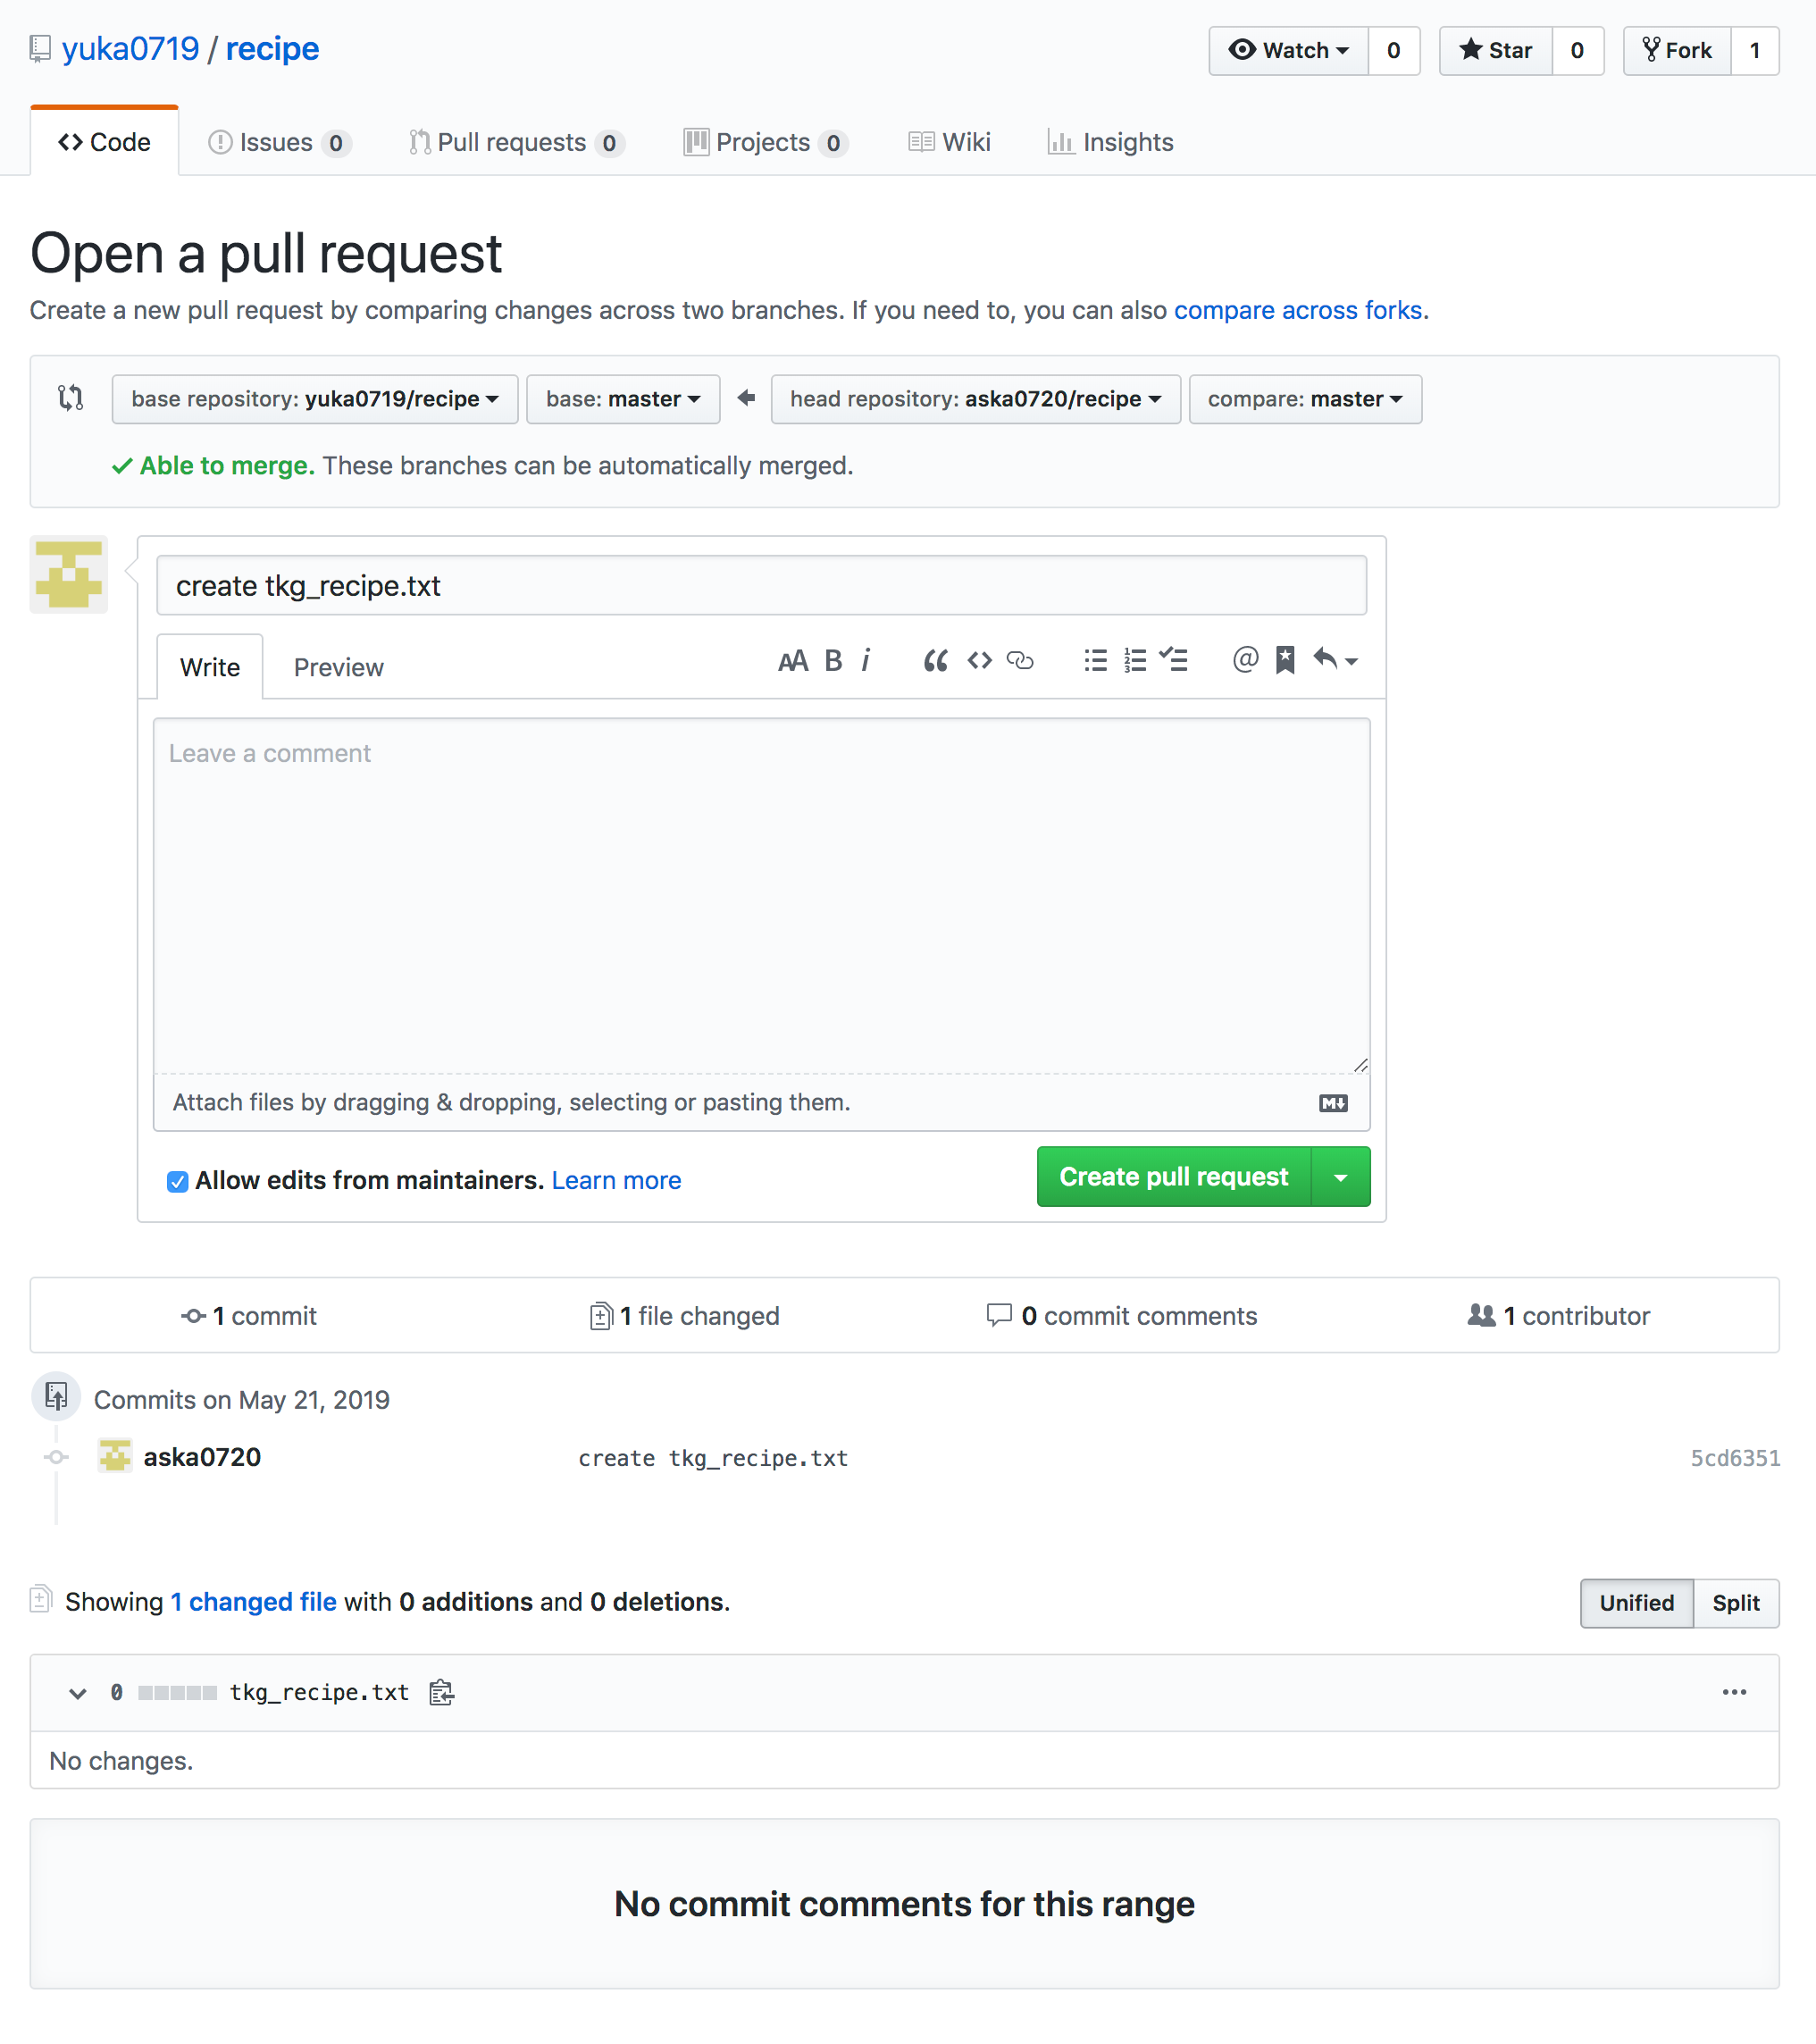 yuka0719 / recipe
Watch 0 Star 0 Fork 1
Code Issues 0 Pull requests 0 Projects 0 Wiki Insights
Open a pull request
Create a new pull request by comparing changes across two branches. If you need to, you can also compare across forks.
base repository: yuka0719/recipe base: master head repository: aska0720/recipe compare: master
Able to merge. These branches can be automatically merged.
create tkg_recipe.txt
Write Preview AA B i
Leave a comment
Attach files by dragging & dropping, selecting or pasting them. M
Allow edits from maintainers. Learn more Create pull request
1 commit 1 file changed 0 commit comments 1 contributor
Commits on May 21, 2019
aska0720 create tkg_recipe.txt 5cd6351
Showing 1 changed file with 0 additions and 0 deletions. Unified Split
0 tkg_recipe.txt
No changes.
No commit comments for this range